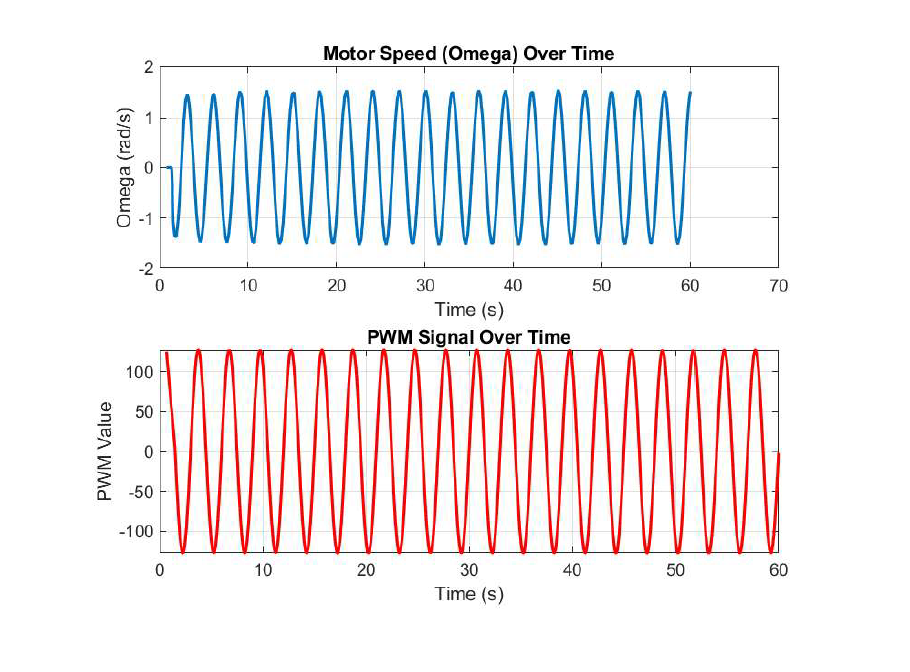 Motor Speed (Omega) Over Time
2
1
0
-1
-2
Omega (rad/s)
0 10 20 30 40 50 60 70
Time (s)
PWM Signal Over Time
100
50
0
-50
-100
PWM Value
0 10 20 30 40 50 60
Time (s)